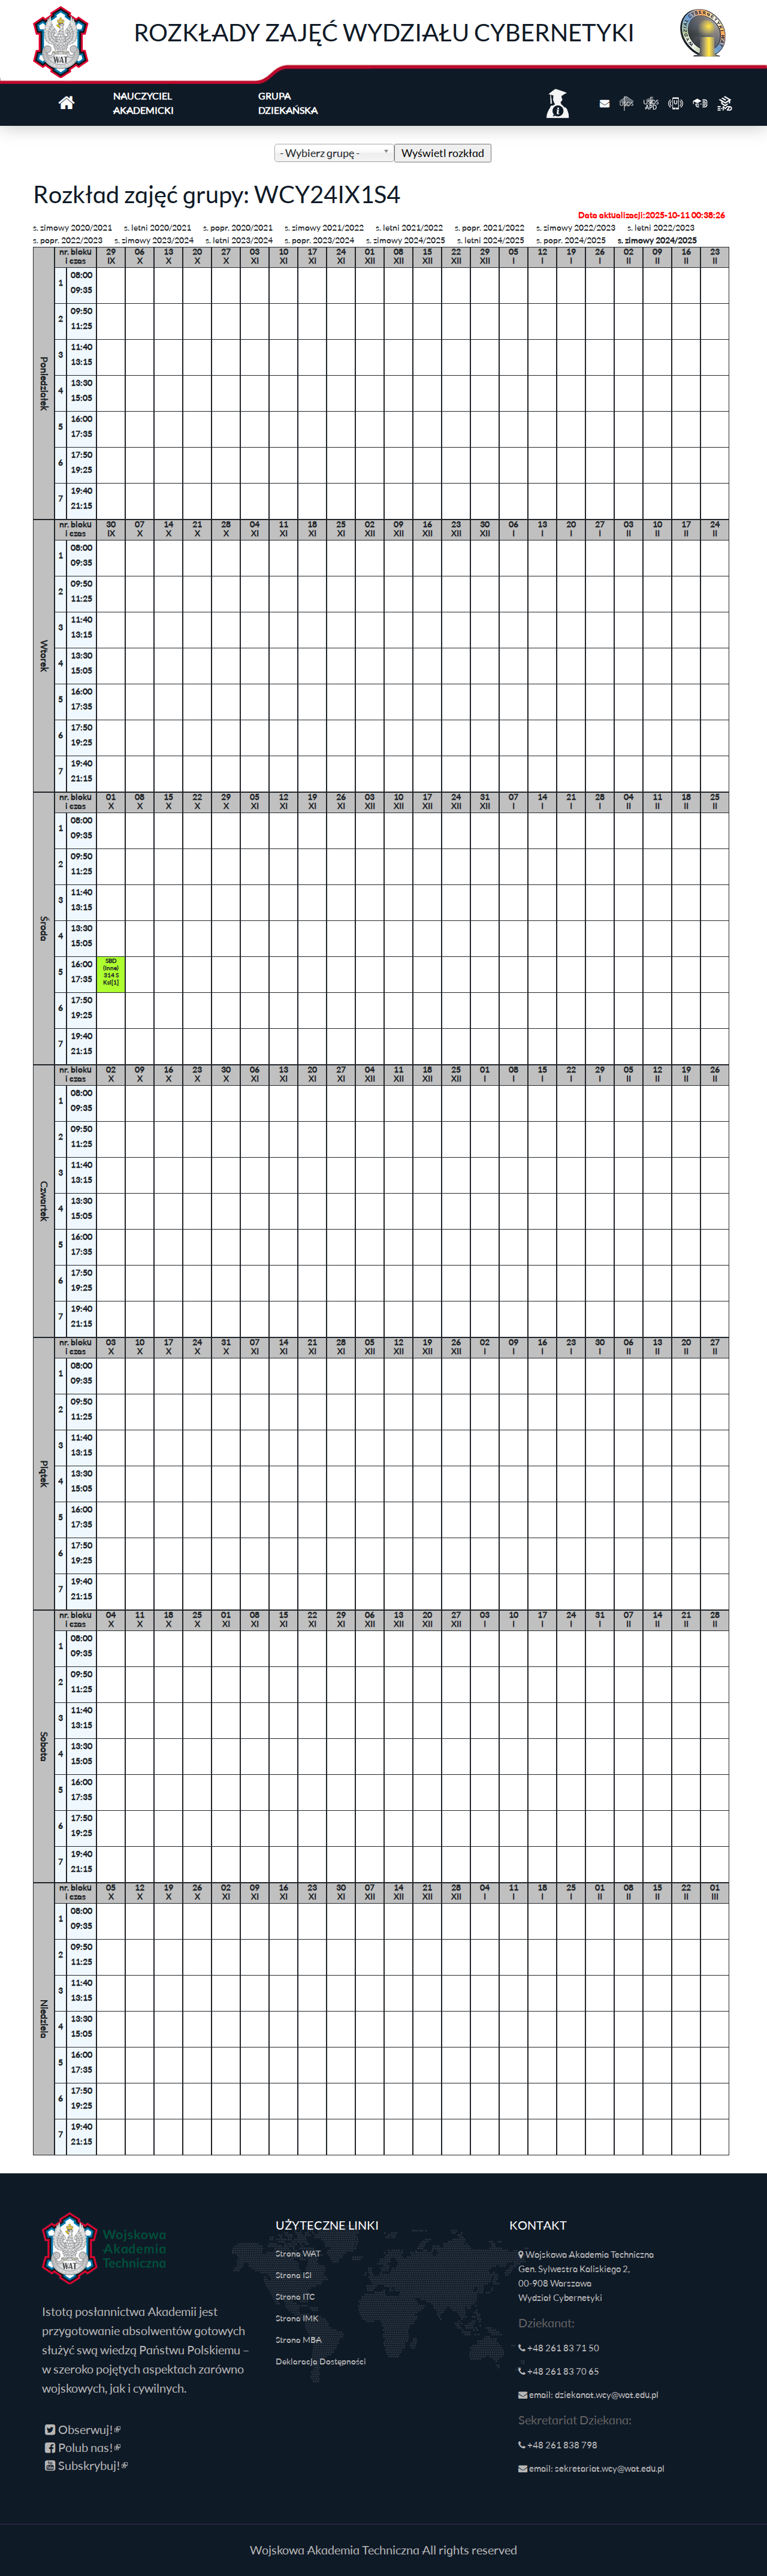 ROZKŁADY ZAJĘĆ WYDZIAŁU CYBERNETYKI
WAT
NAUCZYCIEL AKADEMICKI
GRUPA DZIEKAŃSKA
- Wybierz grupę -
Wyświetl rozkład
Rozkład zajęć grupy: WCY24IX1S4
Data aktualizacji:2025-10-11 00:38:26
s. zimowy 2020/2021 s. letni 2020/2021 s. popr. 2020/2021 s. zimowy 2021/2022 s. letni 2021/2022 s. popr. 2021/2022 s. zimowy 2022/2023 s. letni 2022/2023
s. popr. 2022/2023 s. zimowy 2023/2024 s. letni 2023/2024 s. popr. 2023/2024 s. zimowy 2024/2025 s. letni 2024/2025 s. popr. 2024/2025 s. zimowy 2024/2025
Poniedziałek
nr. bloku 29 06 13 20 27 03 10 17 24 01 08 15 22 29 05 12 19 26 02 09 16 23
i czas IX X X X X XI XI XI XI XII XII XII XII XII I I I I II II II II
1 08:00 09:35
2 09:50 11:25
3 11:40 13:15
4 13:30 15:05
5 16:00 17:35
6 17:50 19:25
7 19:40 21:15
Wtorek
nr. bloku 30 07 14 21 28 04 11 18 25 02 09 16 23 30 06 13 20 27 03 10 17 24
i czas IX X X X X XI XI XI XI XII XII XII XII XII I I I I II II II II
1 08:00 09:35
2 09:50 11:25
3 11:40 13:15
4 13:30 15:05
5 16:00 17:35
6 17:50 19:25
7 19:40 21:15
Środa
nr. bloku 01 08 15 22 29 05 12 19 26 03 10 17 24 31 07 14 21 28 04 11 18 25
i czas X X X X X XI XI XI XI XII XII XII XII XII I I I I II II II II
1 08:00 09:35
2 09:50 11:25
3 11:40 13:15
4 13:30 15:05
5 16:00 17:35
SBD
(inne)
314 S
Ksl[1]
6 17:50 19:25
7 19:40 21:15
Czwartek
nr. bloku 02 09 16 23 30 06 13 20 27 04 11 18 25 01 08 15 22 29 05 12 19 26
i czas X X X X X XI XI XI XI XII XII XII XII I I I I I II II II II
1 08:00 09:35
2 09:50 11:25
3 11:40 13:15
4 13:30 15:05
5 16:00 17:35
6 17:50 19:25
7 19:40 21:15
Piątek
nr. bloku 03 10 17 24 31 07 14 21 28 05 12 19 26 02 09 16 23 30 06 13 20 27
i czas X X X X X XI XI XI XI XII XII XII XII I I I I I II II II II
1 08:00 09:35
2 09:50 11:25
3 11:40 13:15
4 13:30 15:05
5 16:00 17:35
6 17:50 19:25
7 19:40 21:15
Sobota
nr. bloku 04 11 18 25 01 08 15 22 29 06 13 20 27 03 10 17 24 31 07 14 21 28
i czas X X X X XI XI XI XI XI XII XII XII XII I I I I I II II II II
1 08:00 09:35
2 09:50 11:25
3 11:40 13:15
4 13:30 15:05
5 16:00 17:35
6 17:50 19:25
7 19:40 21:15
Niedziela
nr. bloku 05 12 19 26 02 09 16 23 30 07 14 21 28 04 11 18 25 01 08 15 22 01
i czas X X X X XI XI XI XI XI XII XII XII XII I I I I II II II II III
1 08:00 09:35
2 09:50 11:25
3 11:40 13:15
4 13:30 15:05
5 16:00 17:35
6 17:50 19:25
7 19:40 21:15
WAT
Wojskowa
Akademia
Techniczna
Istotą posłannictwa Akademii jest
przygotowanie absolwentów gotowych
służyć swą wiedzą Państwu Polskiemu –
w szeroko pojętych aspektach zarówno
wojskowych, jak i cywilnych.
Obserwuj!
Polub nas!
Subskrybuj!
UŻYTECZNE LINKI
Strona WAT
Strona ISI
Strona ITC
Strona IMK
Strona MBA
Deklaracja Dostępności
KONTAKT
Wojskowa Akademia Techniczna
Gen. Sylwestra Kaliskiego 2,
00-908 Warszawa
Wydział Cybernetyki
Dziekanat:
+48 261 83 71 50
+48 261 83 70 65
email: dziekanat.wcy@wat.edu.pl
Sekretariat Dziekana:
+48 261 838 798
email: sekretariat.wcy@wat.edu.pl
Wojskowa Akademia Techniczna All rights reserved